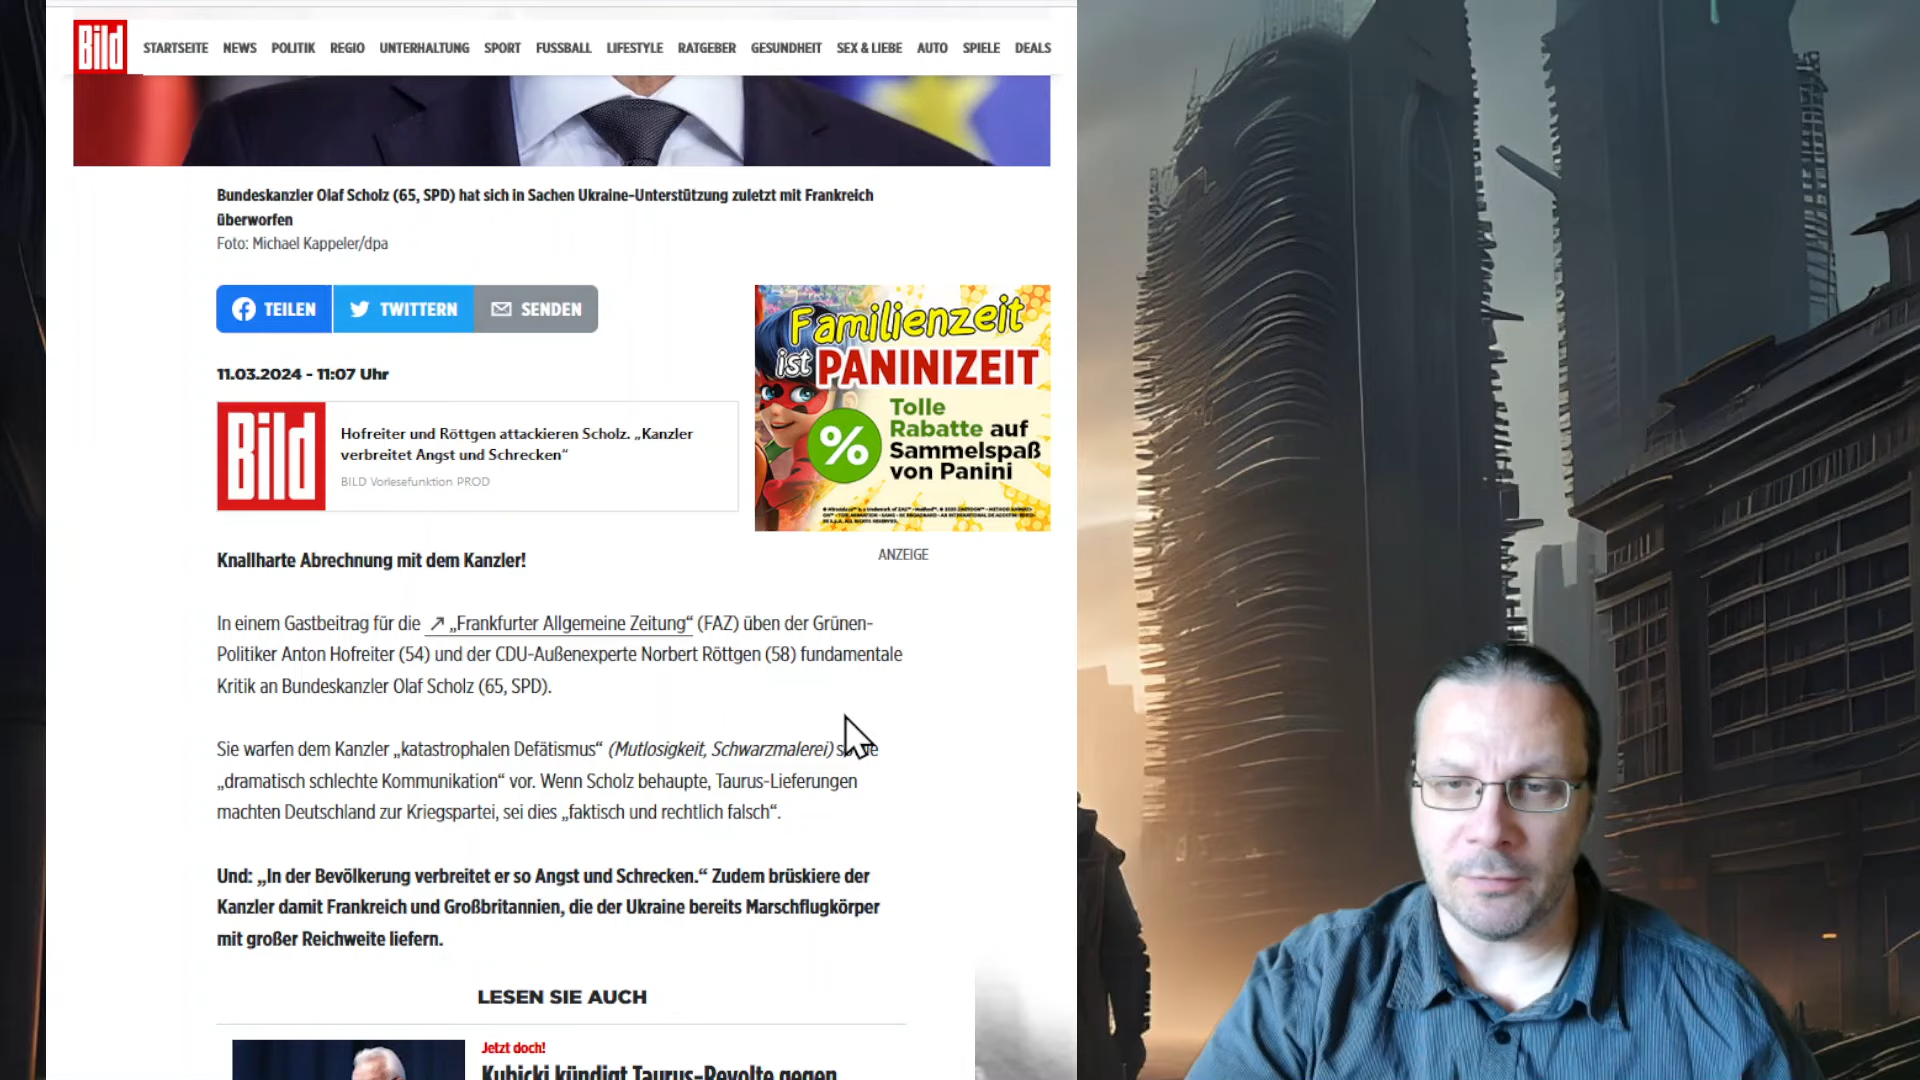 Bild
STARTSEITE NEWS POLITIK REGIO UNTERHALTUNG SPORT FUSSBALL LIFESTYLE RATGEBER GESUNDHEIT SEX & LIEBE AUTO SPIELE DEALS
Bundeskanzler Olaf Scholz (65, SPD) hat sich in Sachen Ukraine-Unterstützung zuletzt mit Frankreich
überworfen
Foto: Michael Kappeler/dpa
TEILEN TWITTERN SENDEN
11.03.2024 - 11:07 Uhr
Bild
Hofreiter und Röttgen attackieren Scholz. „Kanzler
verbreitet Angst und Schrecken“
BILD Vorlesefunktion PROD
Familienzeit
ist PANINIZEIT
%
Tolle
Rabatte auf
Sammelspaß
von Panini
ANZEIGE
Knallharte Abrechnung mit dem Kanzler!
In einem Gastbeitrag für die „Frankfurter Allgemeine Zeitung“ (FAZ) üben der Grünen-
Politiker Anton Hofreiter (54) und der CDU-Außenexperte Norbert Röttgen (58) fundamentale
Kritik an Bundeskanzler Olaf Scholz (65, SPD).
Sie warfen dem Kanzler „katastrophalen Defätismus“ (Mutlosigkeit, Schwarzmalerei)
„dramatisch schlechte Kommunikation“ vor. Wenn Scholz behaupte, Taurus-Lieferungen
machten Deutschland zur Kriegspartei, sei dies „faktisch und rechtlich falsch“.
Und: „In der Bevölkerung verbreitet er so Angst und Schrecken.“ Zudem brüskiere der
Kanzler damit Frankreich und Großbritannien, die der Ukraine bereits Marschflugkörper
mit großer Reichweite liefern.
LESEN SIE AUCH
Jetzt doch!
Kubicki kündigt Taurus-Revolte gegen